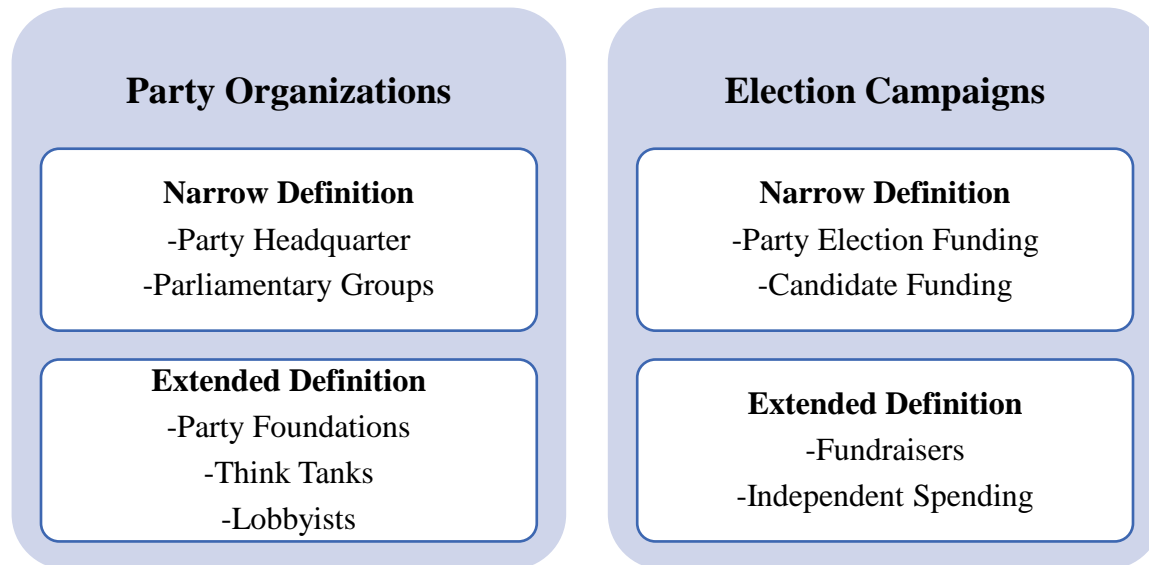 Party Organizations
Narrow Definition
-Party Headquarter
-Parliamentary Groups
Extended Definition
-Party Foundations
-Think Tanks
-Lobbyists
Election Campaigns
Narrow Definition
-Party Election Funding
-Candidate Funding
Extended Definition
-Fundraisers
-Independent Spending